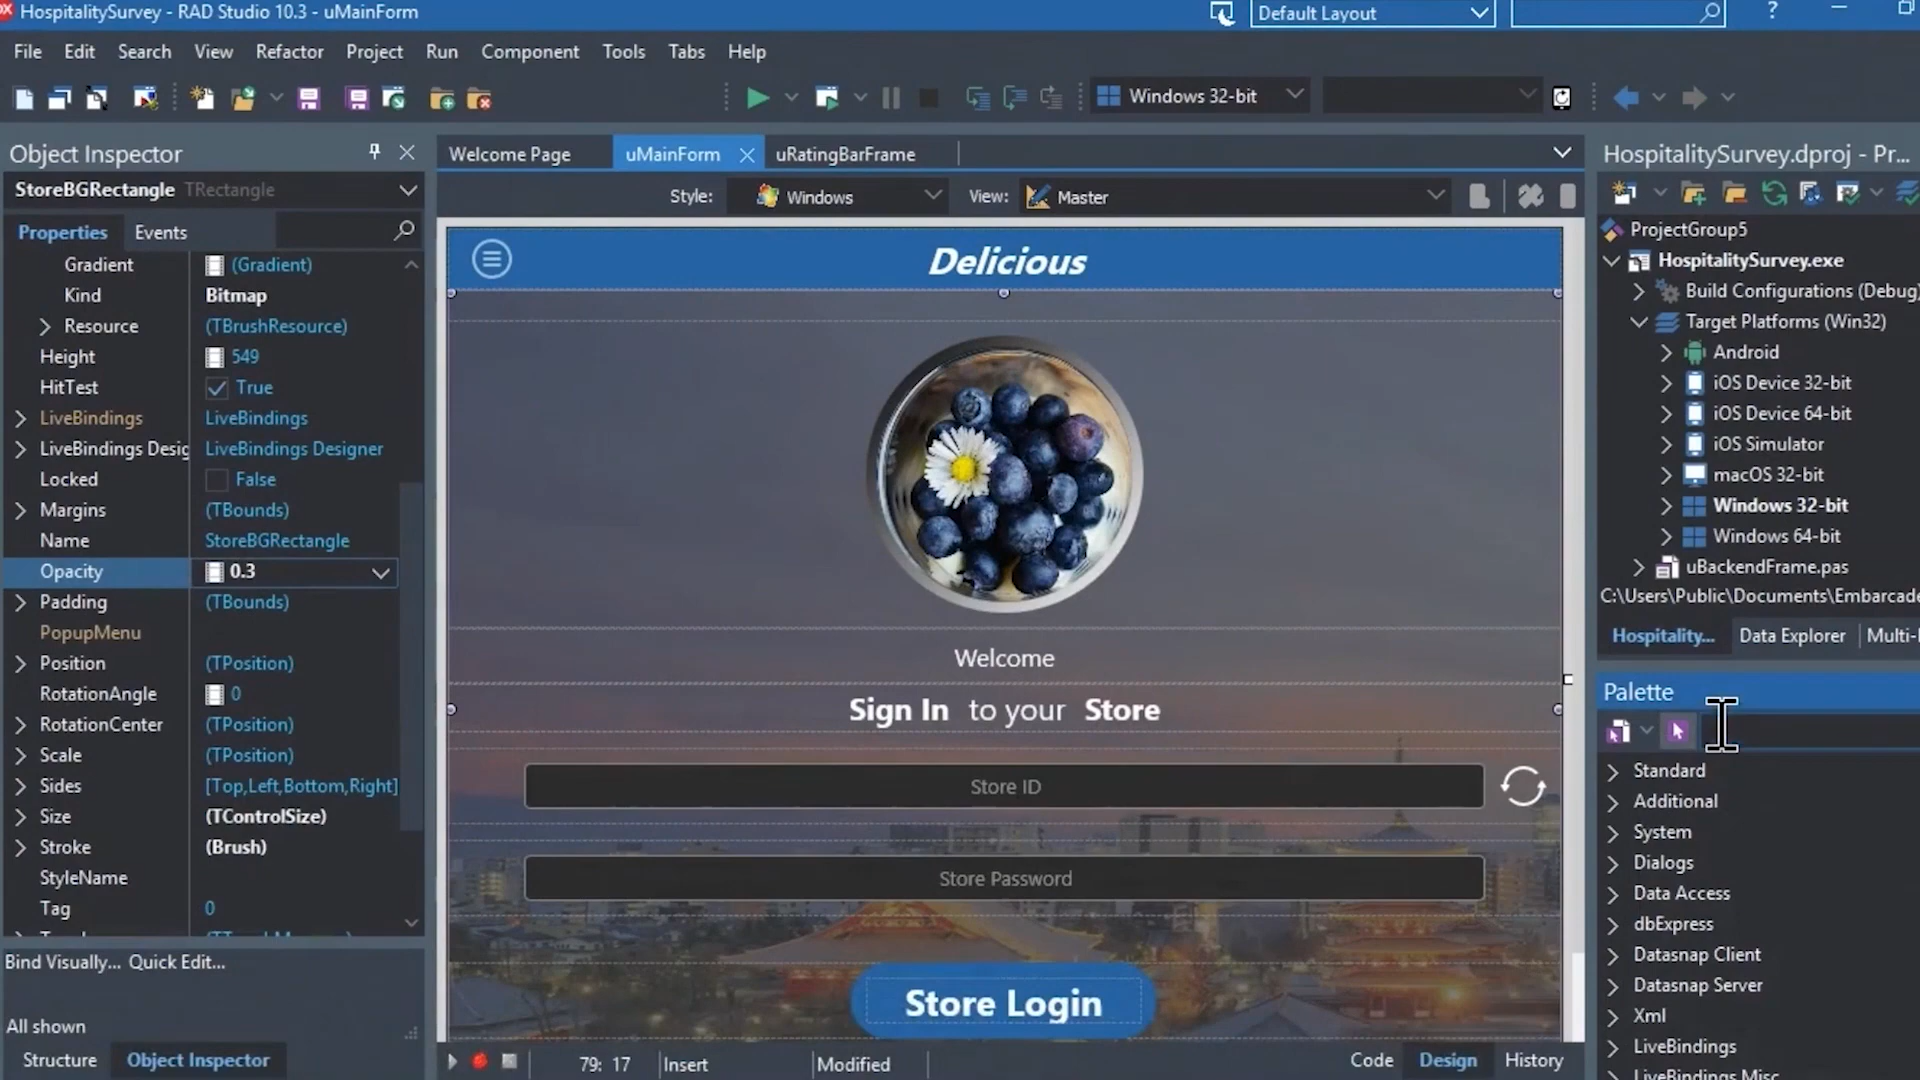 HospitalitySurvey - RAD Studio 10.3 - uMainForm
Default Layout
?
File Edit Search View Refactor Project Run Component Tools Tabs Help
Windows 32-bit
Object Inspector
StoreBGRectangle TRectangle
Properties Events
Gradient (Gradient)
Kind Bitmap
Resource (TBrushResource)
Height 549
HitTest True
LiveBindings LiveBindings
LiveBindings Desig LiveBindings Designer
Locked False
Margins (TBounds)
Name StoreBGRectangle
Opacity 0.3
Padding (TBounds)
PopupMenu
Position (TPosition)
RotationAngle 0
RotationCenter (TPosition)
Scale (TPosition)
Sides [Top,Left,Bottom,Right]
Size (TControlSize)
Stroke (Brush)
StyleName
Tag 0
Bind Visually... Quick Edit...
All shown
Structure Object Inspector
Welcome Page uMainForm uRatingBarFrame
Style: Windows View: Master
Delicious
Welcome
Sign In to your Store
Store ID
Store Password
Store Login
79: 17 Insert Modified
Code Design History
HospitalitySurvey.dproj - Pr...
ProjectGroup5
HospitalitySurvey.exe
Build Configurations (Debug)
Target Platforms (Win32)
Android
iOS Device 32-bit
iOS Device 64-bit
iOS Simulator
macOS 32-bit
Windows 32-bit
Windows 64-bit
uBackendFrame.pas
C:\Users\Public\Documents\Embarcade
Hospitality... Data Explorer Multi-
Palette
Standard
Additional
System
Dialogs
Data Access
dbExpress
Datasnap Client
Datasnap Server
Xml
LiveBindings
LiveBindings Misc